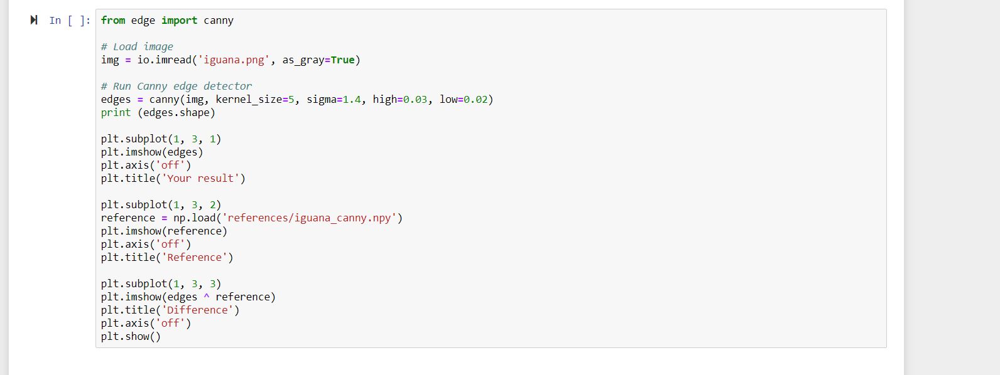 In [ ]: from edge import canny
# Load image
img = io.imread('iguana.png', as_gray=True)
# Run Canny edge detector
edges = canny(img, kernel_size=5, sigma=1.4, high=0.03, low=0.02)
print (edges.shape)
plt.subplot(1, 3, 1)
plt.imshow(edges)
plt.axis('off')
plt.title('Your result')
plt.subplot(1, 3, 2)
reference = np.load('references/iguana_canny.npy')
plt.imshow(reference)
plt.axis('off')
plt.title('Reference')
plt.subplot(1, 3, 3)
plt.imshow(edges ^ reference)
plt.title('Difference')
plt.axis('off')
plt.show()